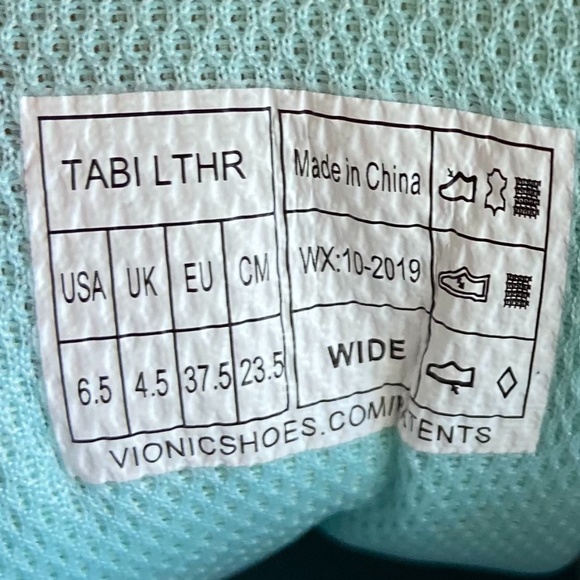 TABI LTHR
USA UK EU CM
6.5 4.5 37.5 23.5
Made in China
WX:10-2019
WIDE
VIONICSHOES.COM/